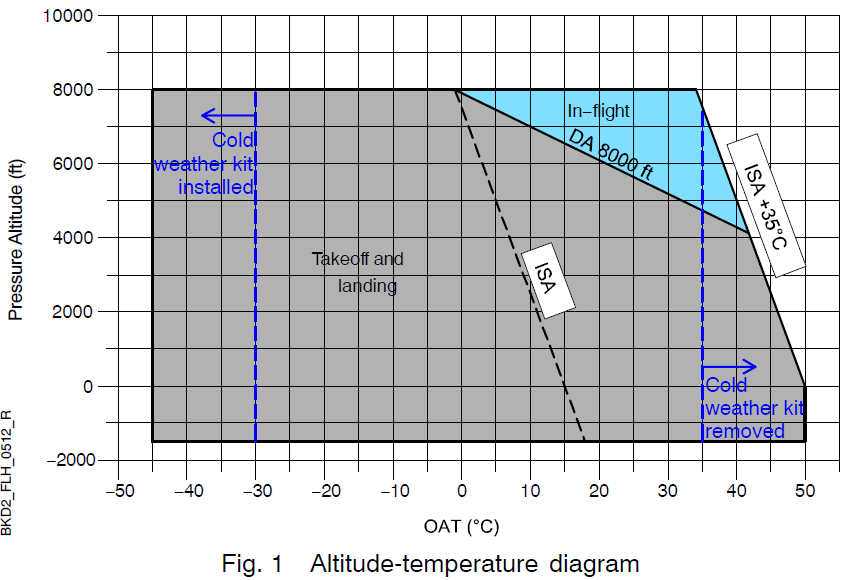 10000
8000
6000
4000
2000
0
−2000
Pressure Altitude (ft)
Cold
weather kit
installed
In−flight
DA 8000 ft
ISA +35°C
Takeoff and
landing
ISA
Cold
weather kit
removed
−50 −40 −30 −20 −10 0 10 20 30 40 50
OAT (°C)
BKD2_FLH_0512_R
Fig. 1 Altitude-temperature diagram